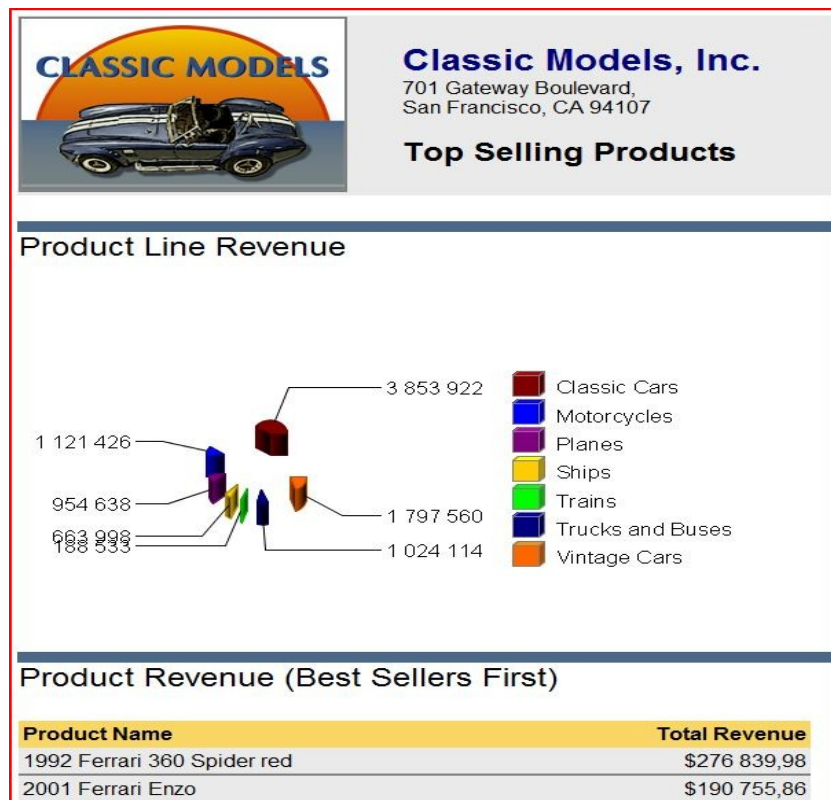 CLASSIC MODELS
Classic Models, Inc.
701 Gateway Boulevard,
San Francisco, CA 94107
Top Selling Products
Product Line Revenue
3 853 922
1 121 426
954 638
663 998
188 533
1 797 560
1 024 114
Classic Cars
Motorcycles
Planes
Ships
Trains
Trucks and Buses
Vintage Cars
Product Revenue (Best Sellers First)
Product Name Total Revenue
1992 Ferrari 360 Spider red $276 839,98
2001 Ferrari Enzo $190 755,86